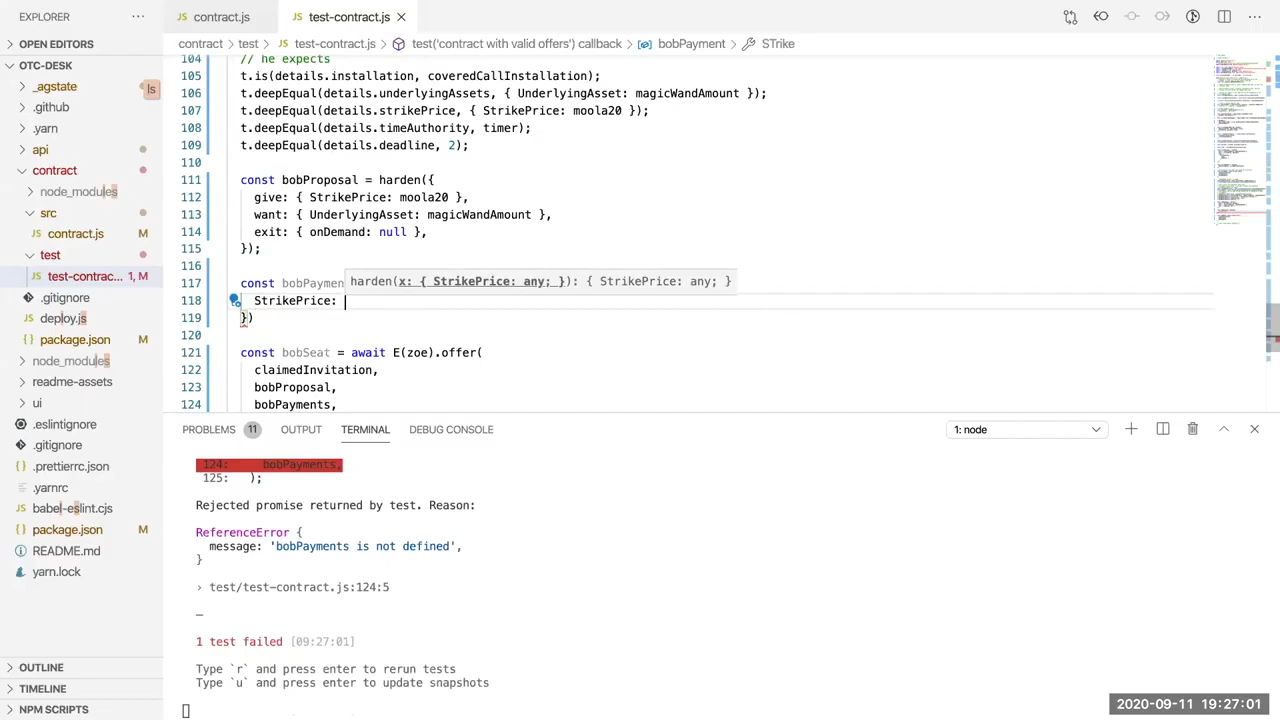 EXPLORER
OPEN EDITORS
OTC-DESK
_agstate
ls
.github
.yarn
api
contract
node_modules
src
contract.js M
test
test-contrac... 1, M
.gitignore
deploy.js
package.json M
node_modules
readme-assets
ui
.eslintignore
.gitignore
.prettierrc.json
.yarnrc
babel-eslint.cjs
package.json M
README.md
yarn.lock
OUTLINE
TIMELINE
NPM SCRIPTS
JS contract.js
JS test-contract.js
contract > test > JS test-contract.js > test('contract with valid offers') callback > bobPayment > STrike
104 // he expects
105 t.is(details.installation, coveredCallInstallation);
106 t.deepEqual(details.underlyingAssets, { UnderlyingAsset: magicWandAmount });
107 t.deepEqual(details.strikePrice, { StrikePrice: moola20 });
108 t.deepEqual(details.timeAuthority, timer);
109 t.deepEqual(details.deadline, 2);
110
111 const bobProposal = harden({
112 give: { StrikePrice: moola20 },
113 want: { UnderlyingAsset: magicWandAmount },
114 exit: { onDemand: null },
115 });
116
117 const bobPaymen
harden(x: { StrikePrice: any; }): { StrikePrice: any; }
118 StrikePrice:
119 })
120
121 const bobSeat = await E(zoe).offer(
122 claimedInvitation,
123 bobProposal,
124 bobPayments,
PROBLEMS 11 OUTPUT TERMINAL DEBUG CONSOLE
1: node
124: bobPayments,
125: );
Rejected promise returned by test. Reason:
ReferenceError {
message: 'bobPayments is not defined',
}
› test/test-contract.js:124:5
─
1 test failed [09:27:01]
Type `r` and press enter to rerun tests
Type `u` and press enter to update snapshots
2020-09-11 19:27:01